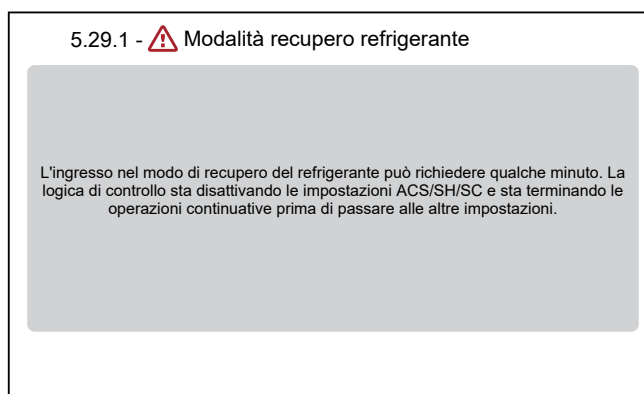 5.29.1 - Modalità recupero refrigerante
L'ingresso nel modo di recupero del refrigerante può richiedere qualche minuto. La
logica di controllo sta disattivando le impostazioni ACS/SH/SC e sta terminando le
operazioni continuative prima di passare alle altre impostazioni.